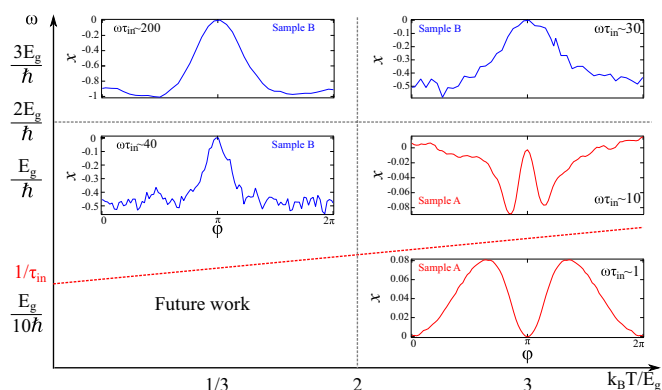 ω
3E_g/ħ
2E_g/ħ
E_g/ħ
1/τ_in
E_g/10ħ
ωτ_in~200
Sample B
x
0
-0.2
-0.4
-0.6
-0.8
-1
Sample B
ωτ_in~30
x
0
-0.1
-0.2
-0.3
-0.4
-0.5
ωτ_in~40
Sample B
x
0
-0.1
-0.2
-0.3
-0.4
-0.5
0
π
2π
φ
x
0
-0.02
-0.04
-0.06
-0.08
Sample A
ωτ_in~10
Sample A
ωτ_in~1
x
0.08
0.04
0
0
π
2π
φ
Future work
1/3
2
3
k_BT/E_g